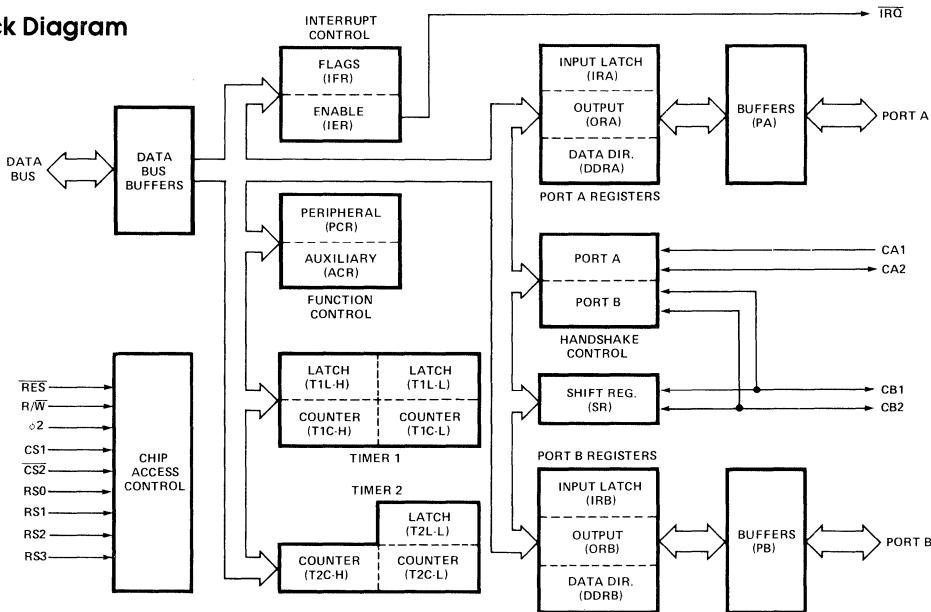 ck Diagram
INTERRUPT
CONTROL
FLAGS
(IFR)
ENABLE
(IER)
IRQ
DATA
BUS
DATA
BUS
BUFFERS
PERIPHERAL
(PCR)
AUXILIARY
(ACR)
FUNCTION
CONTROL
LATCH
(T1L-H)
LATCH
(T1L-L)
COUNTER
(T1C-H)
COUNTER
(T1C-L)
TIMER 1
TIMER 2
LATCH
(T2L-L)
COUNTER
(T2C-H)
COUNTER
(T2C-L)
RES
R/W
φ2
CS1
CS2
RS0
RS1
RS2
RS3
CHIP
ACCESS
CONTROL
INPUT LATCH
(IRA)
OUTPUT
(ORA)
DATA DIR.
(DDRA)
PORT A REGISTERS
BUFFERS
(PA)
PORT A
PORT A
PORT B
HANDSHAKE
CONTROL
CA1
CA2
SHIFT REG.
(SR)
CB1
CB2
PORT B REGISTERS
INPUT LATCH
(IRB)
OUTPUT
(ORB)
DATA DIR.
(DDRB)
BUFFERS
(PB)
PORT B